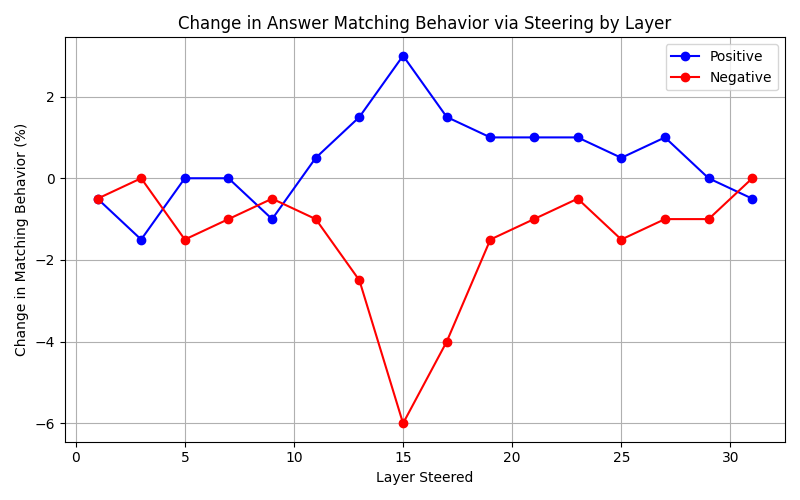 Change in Answer Matching Behavior via Steering by Layer
Positive
Negative
Change in Matching Behavior (%)
2
0
−2
−4
−6
0 5 10 15 20 25 30
Layer Steered